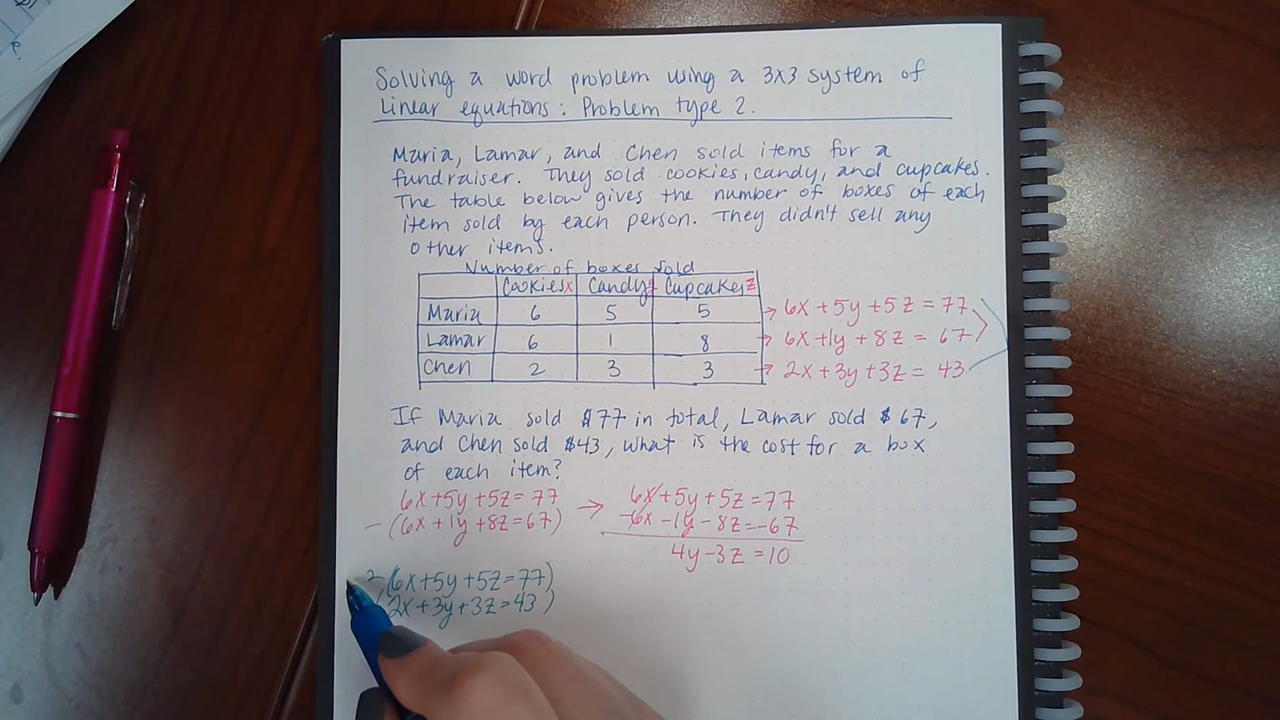 Solving a word problem using a 3x3 system of
Linear equations: Problem type 2.
Maria, Lamar, and Chen sold items for a
fundraiser. They sold cookies, candy, and cupcakes.
The table below gives the number of boxes of each
item sold by each person. They didn't sell any
other items.
Number of boxes sold
Cookies x Candy y Cupcakes z
Maria 6 5 5 → 6x + 5y + 5z = 77
Lamar 6 1 8 → 6x + 1y + 8z = 67
Chen 2 3 3 → 2x + 3y + 3z = 43
If Maria sold $77 in total, Lamar sold $67,
and Chen sold $43, what is the cost for a box
of each item?
6x + 5y + 5z = 77 → 6x + 5y + 5z = 77
-(6x + 1y + 8z = 67) -6x - 1y - 8z = -67
4y - 3z = 10
(6x + 5y + 5z = 77)
(2x + 3y + 3z = 43)